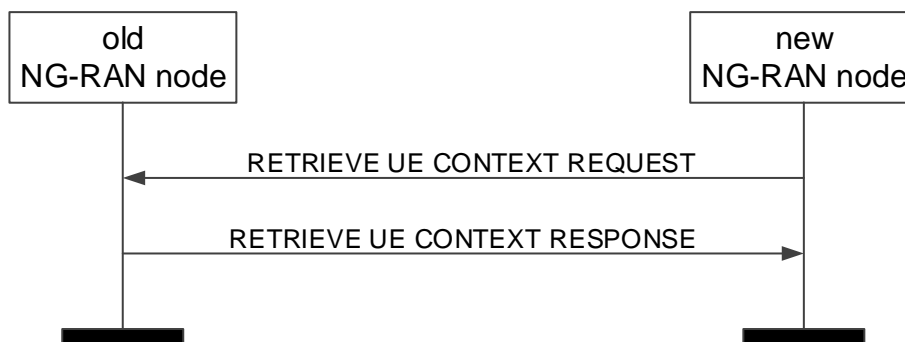 old
NG-RAN node
new
NG-RAN node
RETRIEVE UE CONTEXT REQUEST
RETRIEVE UE CONTEXT RESPONSE